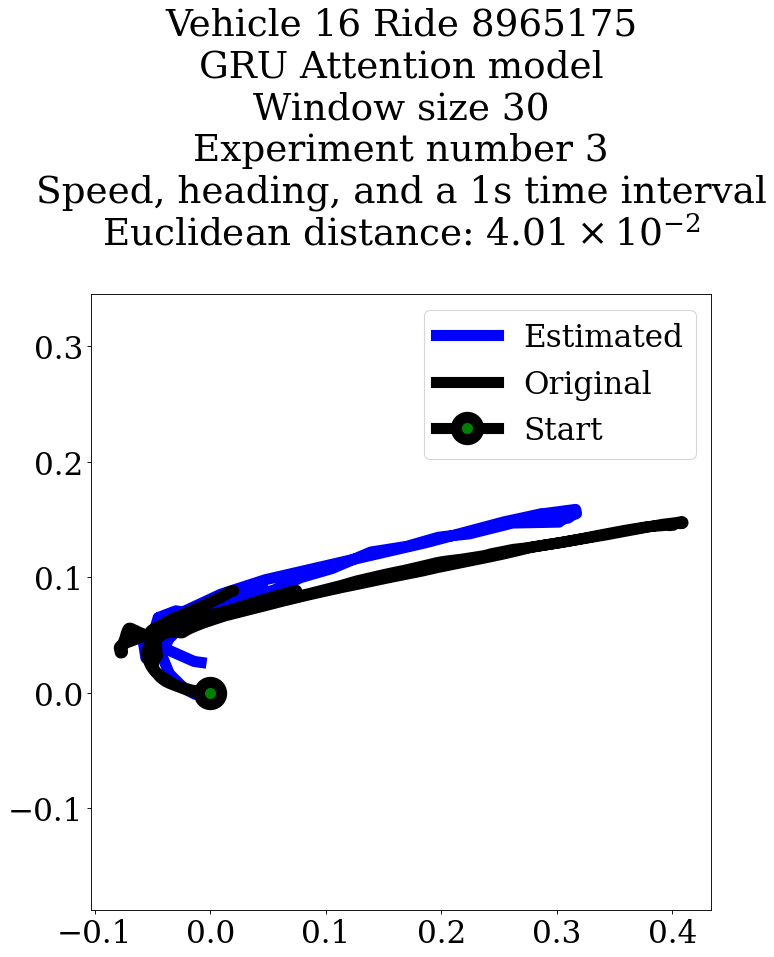 Vehicle 16 Ride 8965175
GRU Attention model
Window size 30
Experiment number 3
Speed, heading, and a 1s time interval
Euclidean distance: 4.01 × 10⁻²
Estimated
Original
Start
0.3
0.2
0.1
0.0
−0.1
−0.1 0.0 0.1 0.2 0.3 0.4